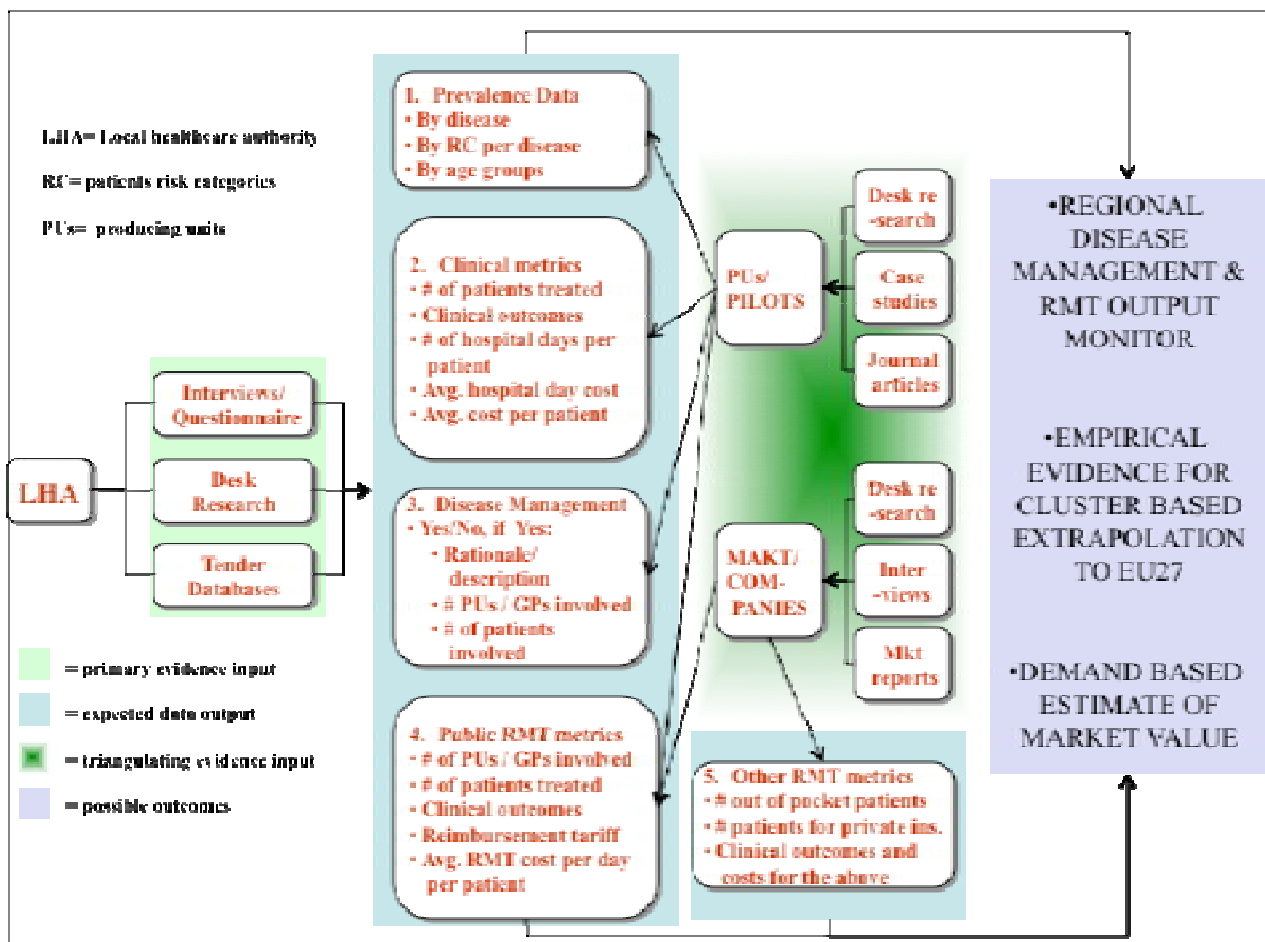 LHA= Local healthcare authority
RC= patients risk categories
PUs= producing units
LHA
Interviews/
Questionnaire
Desk
Research
Tender
Databases
= primary evidence input
= expected data output
= triangulating evidence input
= possible outcomes
1. Prevalence Data
• By disease
• By RC per disease
• By age groups
2. Clinical metrics
• # of patients treated
• Clinical outcomes
• # of hospital days per
patient
• Avg. hospital day cost
• Avg. cost per patient
3. Disease Management
• Yes/No, if Yes:
• Rationale/
description
• # PUs / GPs involved
• # of patients
involved
4. Public RMT metrics
• # of PUs / GPs involved
• # of patients treated
• Clinical outcomes
• Reimbursement tariff
• Avg. RMT cost per day
per patient
PUs/
PILOTS
Desk re
-search
Case
studies
Journal
articles
MAKT/
COM-
PANIES
Desk re
-search
Inter
-views
Mkt
reports
5. Other RMT metrics
• # out of pocket patients
• # patients for private ins.
• Clinical outcomes and
costs for the above
•REGIONAL
DISEASE
MANAGEMENT &
RMT OUTPUT
MONITOR
•EMPIRICAL
EVIDENCE FOR
CLUSTER BASED
EXTRAPOLATION
TO EU27
•DEMAND BASED
ESTIMATE OF
MARKET VALUE